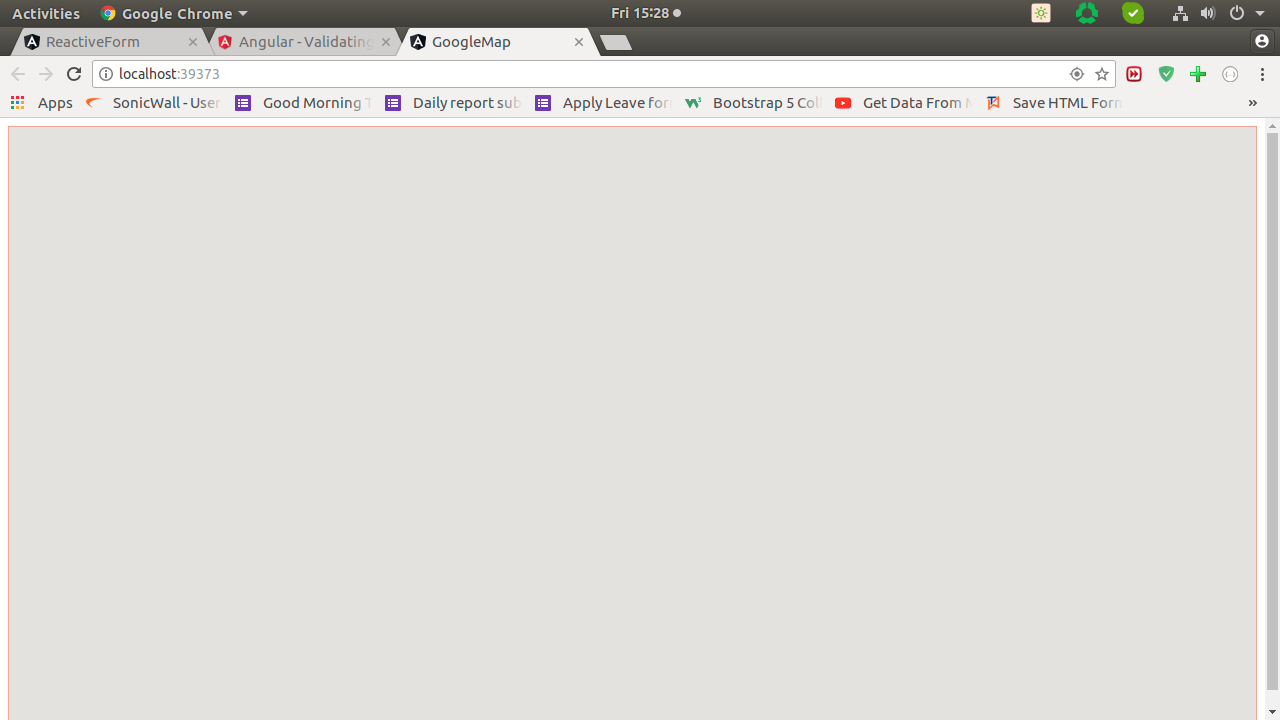 Activities Google Chrome Fri 15:28
ReactiveForm Angular - Validating GoogleMap
localhost:39373
Apps SonicWall - User Good Morning T Daily report sub Apply Leave for Bootstrap 5 Coll Get Data From M Save HTML Form »